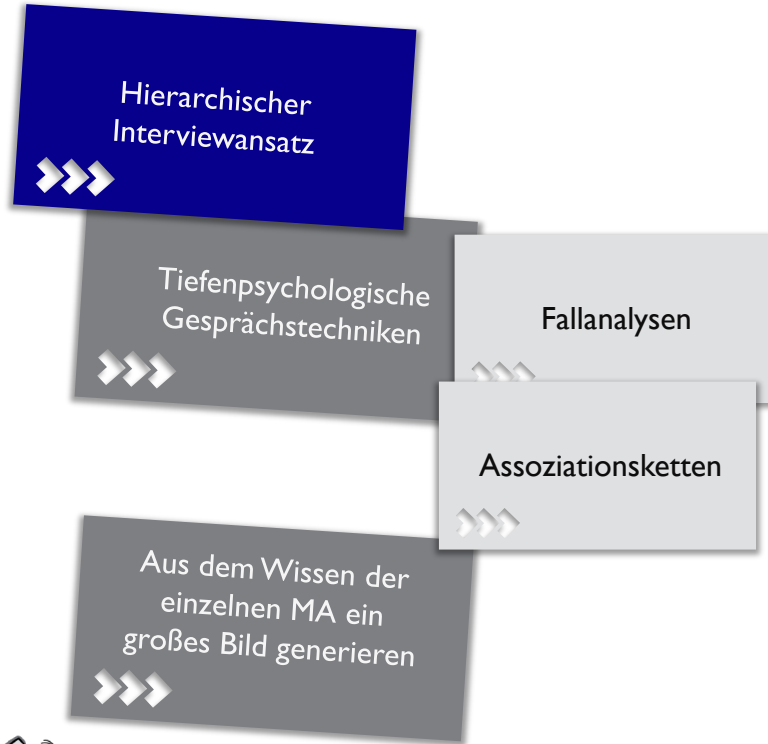 Hierarchischer
Interviewansatz
Tiefenpsychologische
Gesprächstechniken
Fallanalysen
Assoziationsketten
Aus dem Wissen der
einzelnen MA ein
großes Bild generieren